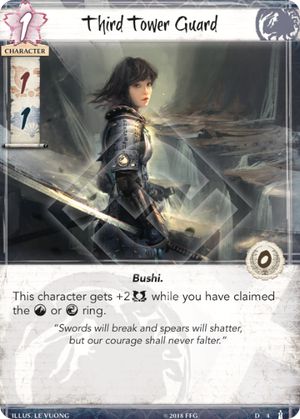 1
Third Tower Guard
CHARACTER
1
1
0
Bushi.
This character gets +2 while you have claimed
the or ring.
“Swords will break and spears will shatter,
but our courage shall never falter.”
ILLUS. LE VUONG
©2018 FFG
D 4